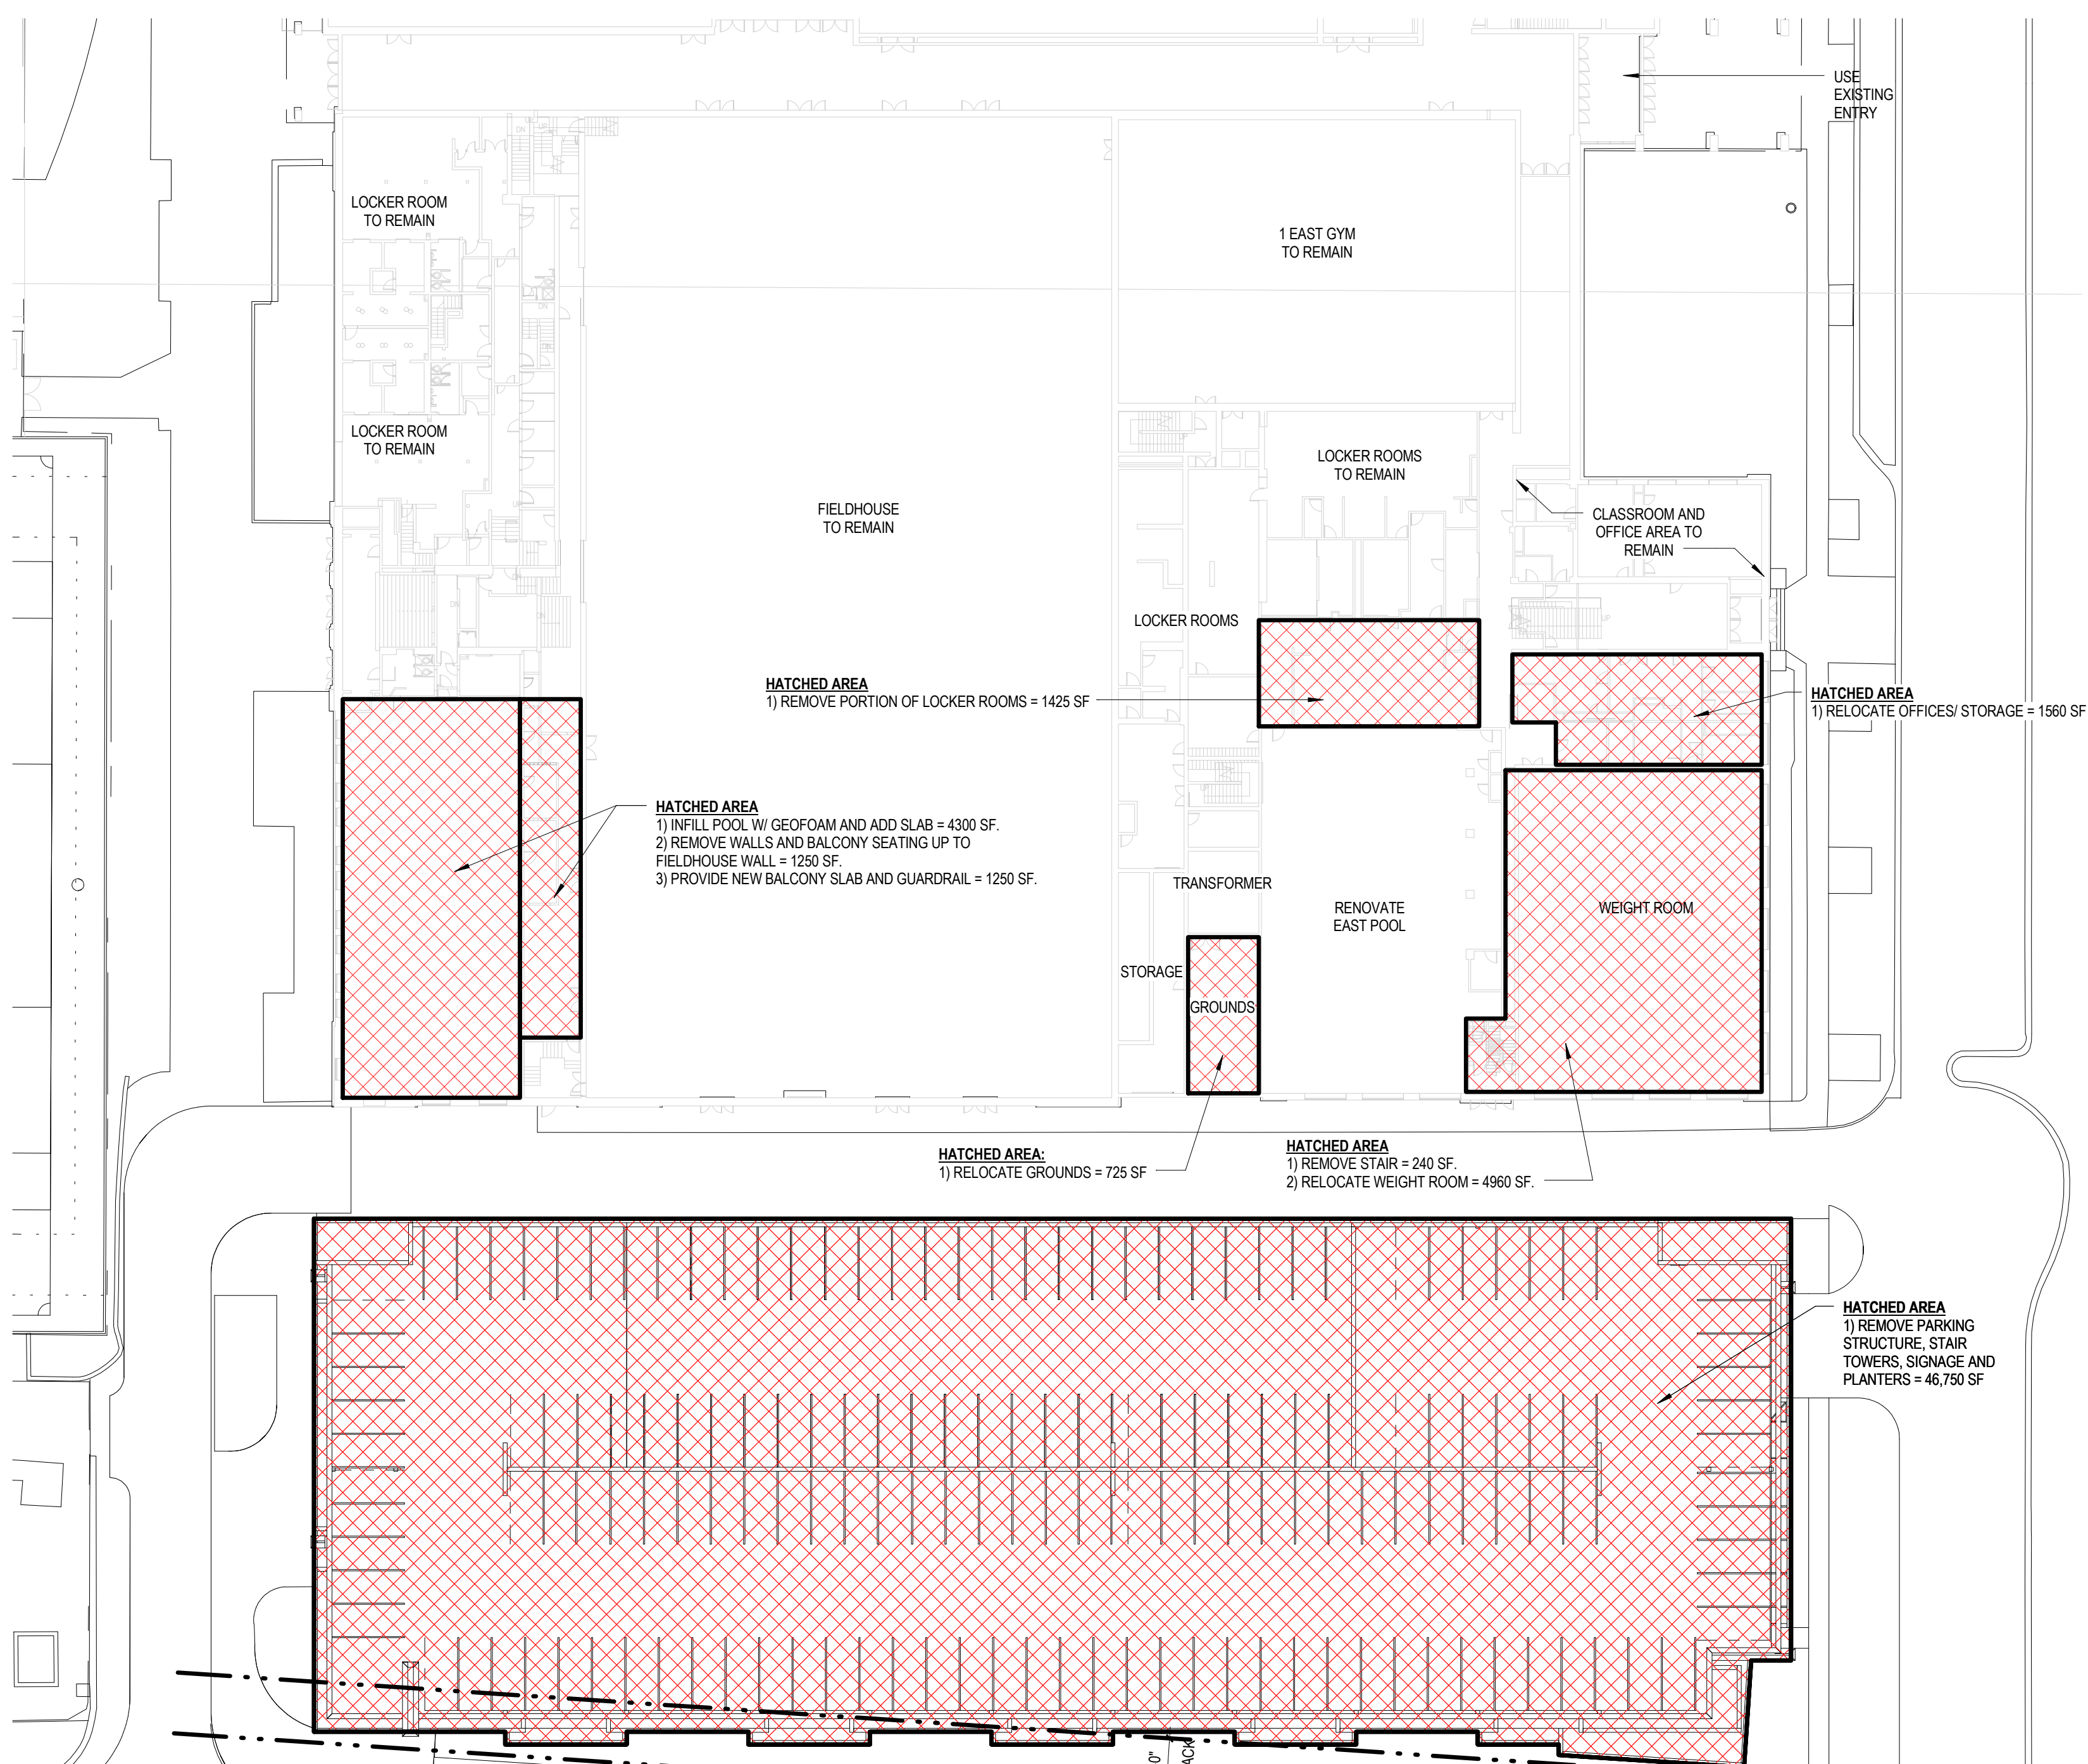 USE
EXISTING
ENTRY
LOCKER ROOM
TO REMAIN
1 EAST GYM
TO REMAIN
LOCKER ROOM
TO REMAIN
LOCKER ROOMS
TO REMAIN
FIELDHOUSE
TO REMAIN
CLASSROOM AND
OFFICE AREA TO
REMAIN
LOCKER ROOMS
HATCHED AREA
1) REMOVE PORTION OF LOCKER ROOMS = 1425 SF
HATCHED AREA
1) RELOCATE OFFICES/ STORAGE = 1560 SF
HATCHED AREA
1) INFILL POOL W/ GEOFOAM AND ADD SLAB = 4300 SF.
2) REMOVE WALLS AND BALCONY SEATING UP TO
FIELDHOUSE WALL = 1250 SF.
3) PROVIDE NEW BALCONY SLAB AND GUARDRAIL = 1250 SF.
TRANSFORMER
RENOVATE
EAST POOL
WEIGHT ROOM
STORAGE
GROUNDS
HATCHED AREA:
1) RELOCATE GROUNDS = 725 SF
HATCHED AREA
1) REMOVE STAIR = 240 SF.
2) RELOCATE WEIGHT ROOM = 4960 SF.
HATCHED AREA
1) REMOVE PARKING
STRUCTURE, STAIR
TOWERS, SIGNAGE AND
PLANTERS = 46,750 SF